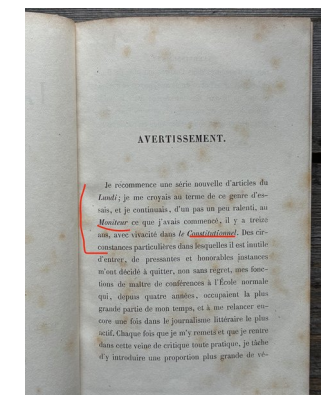 AVERTISSEMENT.
Je recommence une série nouvelle d'articles du
Lundi; je me croyais au terme de ce genre d'es-
sais, et je continuais, d'un pas un peu ralenti, au
Moniteur ce que j'avais commencé, il y a treize
ans, avec vivacité dans le Constitutionnel. Des cir-
constances particulières dans lesquelles il est inutile
d'entrer, de pressantes et honorables instances
m'ont décidé à quitter, non sans regret, mes fonc-
tions de maître de conférences à l'École normale
qui, depuis quatre années, occupaient la plus
grande partie de mon temps, et à me relancer en-
core une fois dans le journalisme littéraire le plus
actif. Chaque fois que je m'y remets et que je rentre
dans cette veine de critique toute pratique, je tâche
d'y introduire une proportion plus grande de vé-